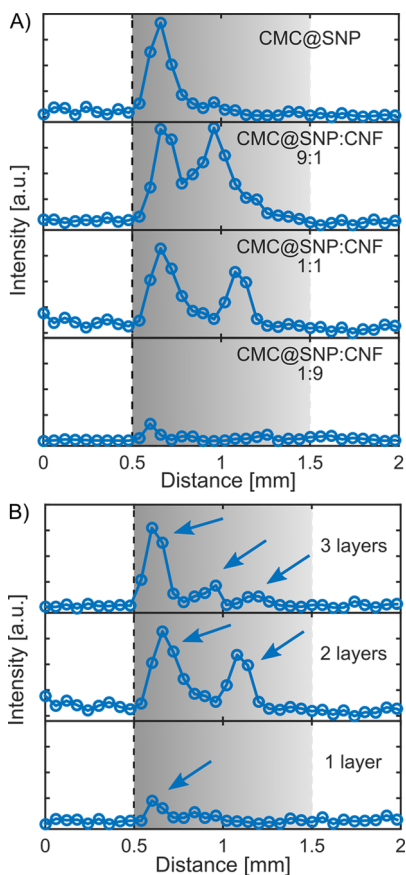 A)
CMC@SNP
CMC@SNP:CNF
9:1
CMC@SNP:CNF
1:1
CMC@SNP:CNF
1:9
Intensity [a.u.]
0 0.5 1 1.5 2
Distance [mm]
B)
3 layers
2 layers
1 layer
Intensity [a.u.]
0 0.5 1 1.5 2
Distance [mm]